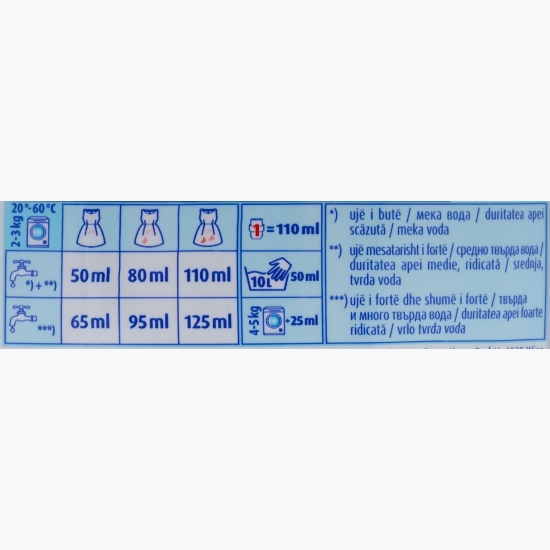 20°-60°C
2-3 kg
*) + **)
50 ml 80 ml 110 ml
***)
65 ml 95 ml 125 ml
1 = 110 ml
10L 50 ml
4-5 kg +25 ml
*) ujë i butë / мека вода / duritatea apei
scăzută / meka voda
**) ujë mesatarisht i fortë / средно твърда вода /
duritatea apei medie, ridicată / srednja,
tvrda voda
***) ujë i fortë dhe shumë i fortë / твърда
и много твърда вода / duritatea apei foarte
ridicată / vrlo tvrda voda